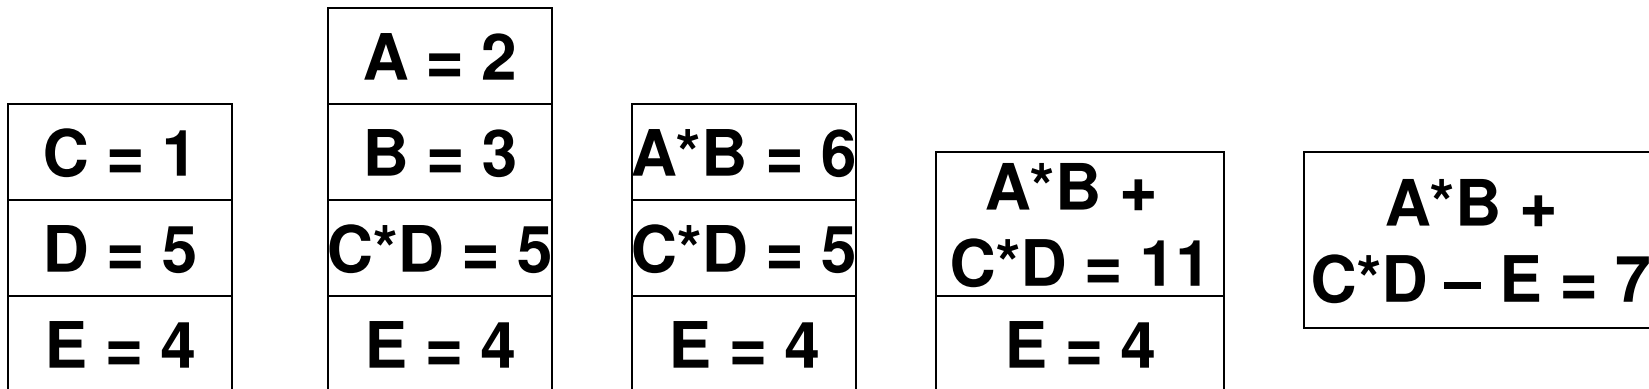 C = 1
D = 5
E = 4
A = 2
B = 3
C*D = 5
E = 4
A*B = 6
C*D = 5
E = 4
A*B +
C*D = 11
E = 4
A*B +
C*D – E = 7